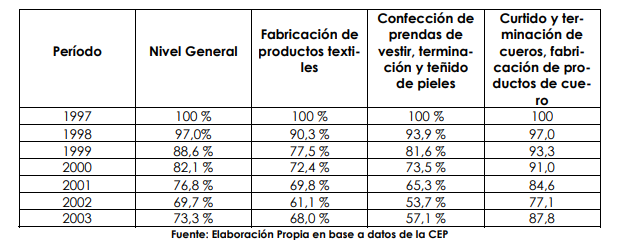 Período
Nivel General
Fabricación de
productos texti-
les
Confección de
prendas de
vestir, termina-
ción y teñido
de pieles
Curtido y ter-
minación de
cueros, fabri-
cación de pro-
ductos de cue-
ro
1997 100 % 100 % 100 % 100
1998 97,0% 90,3 % 93,9 % 97,0
1999 88,6 % 77,5 % 81,6 % 93,3
2000 82,1 % 72,4 % 73,5 % 91,0
2001 76,8 % 69,8 % 65,3 % 84,6
2002 69,7 % 61,1 % 53,7 % 77,1
2003 73,3 % 68,0 % 57,1 % 87,8
Fuente: Elaboración Propia en base a datos de la CEP